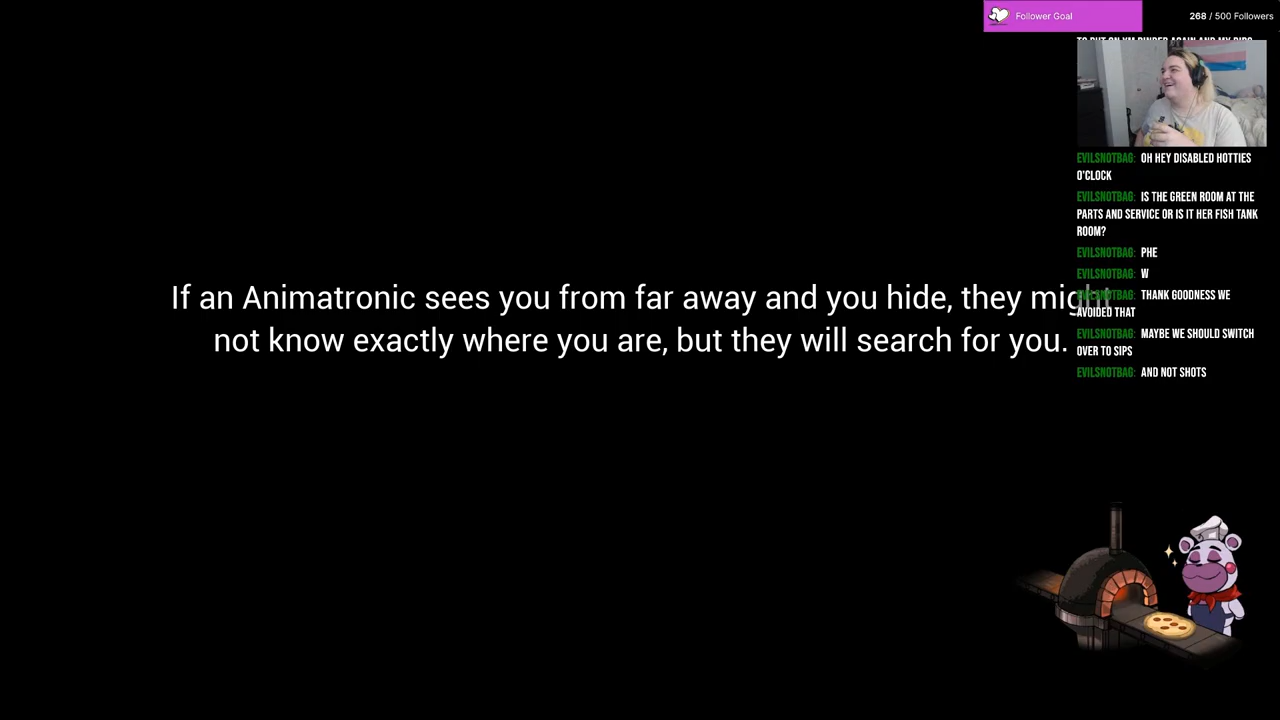 Follower Goal
268 / 500 Followers
EVILSNOTBAG: OH HEY DISABLED HOTTIES
O'CLOCK
EVILSNOTBAG: IS THE GREEN ROOM AT THE
PARTS AND SERVICE OR IS IT HER FISH TANK
ROOM?
EVILSNOTBAG: PHE
EVILSNOTBAG: W
EVILSNOTBAG: THANK GOODNESS WE
AVOIDED THAT
EVILSNOTBAG: MAYBE WE SHOULD SWITCH
OVER TO SIPS
EVILSNOTBAG: AND NOT SHOTS
If an Animatronic sees you from far away and you hide, they might
not know exactly where you are, but they will search for you.